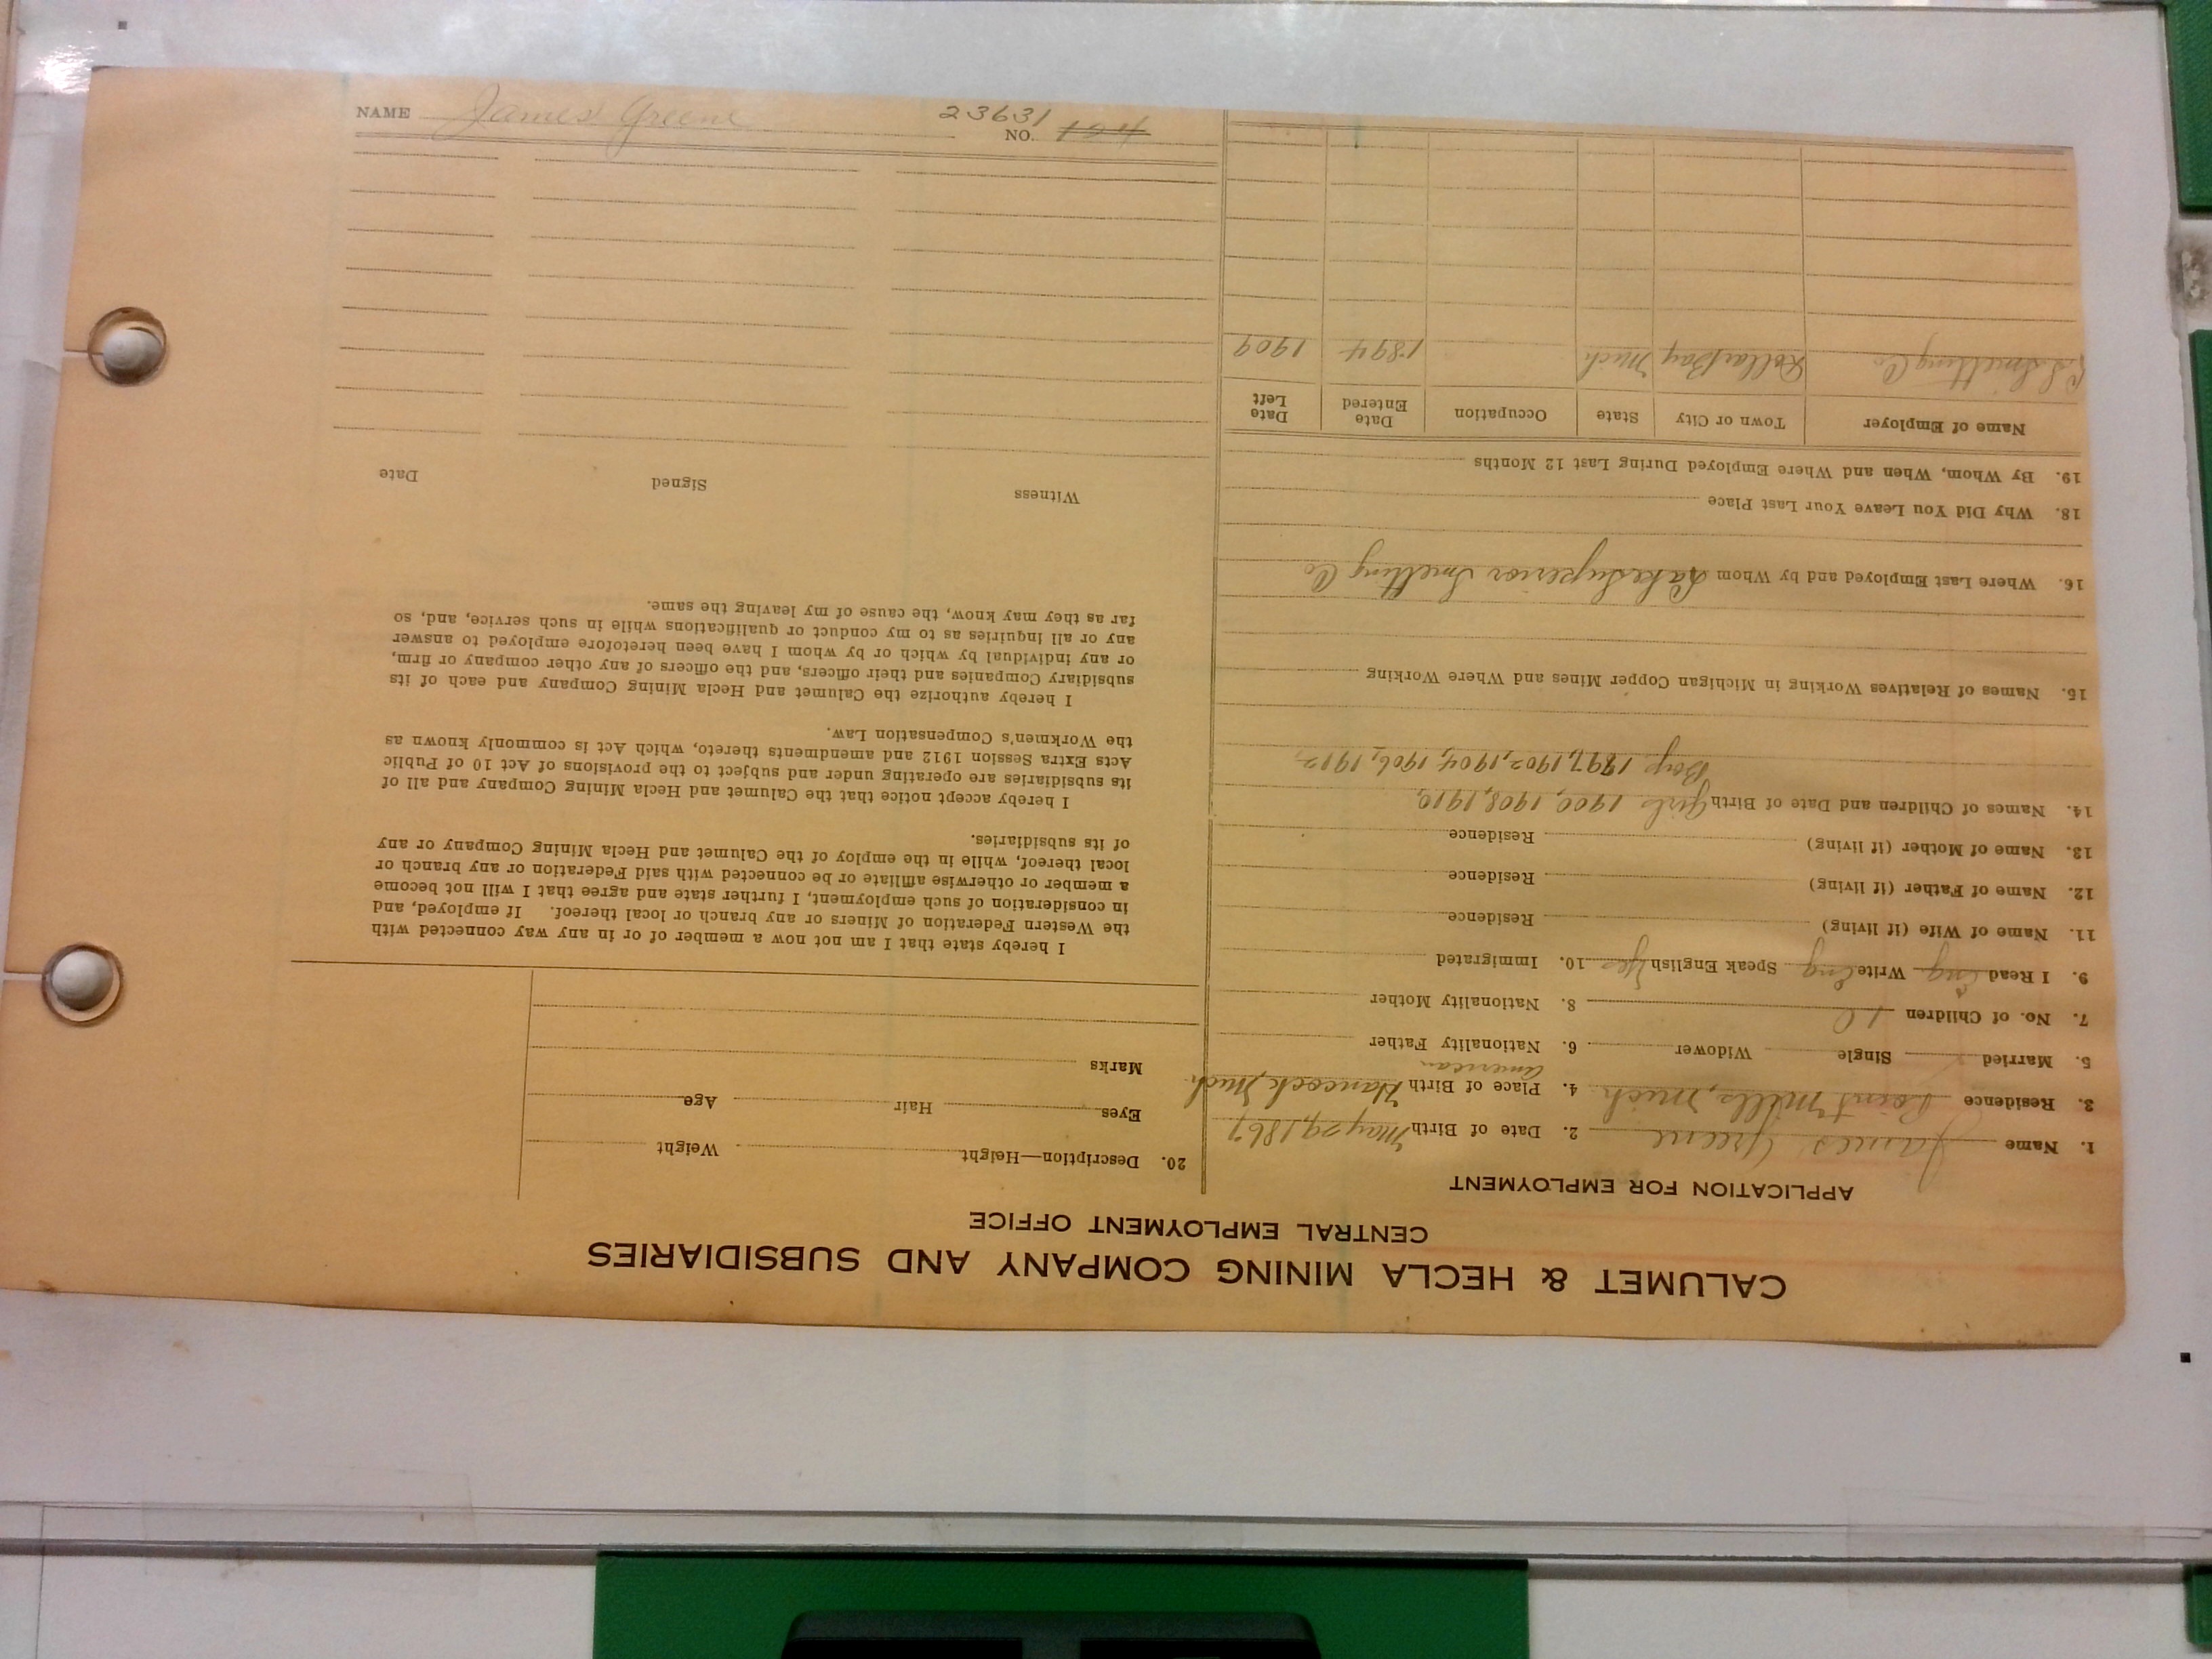 CALUMET & HECLA MINING COMPANY AND SUBSIDIARIES
CENTRAL EMPLOYMENT OFFICE
APPLICATION FOR EMPLOYMENT
1. Name James Greene 2. Date of Birth May 29, 1867
3. Residence Point Mills, Mich 4. Place of Birth Hancock, Mich
American
5. Married Single Widower 6. Nationality Father
7. No. of Children 10 8. Nationality Mother
9. I Read Eng Write Eng Speak English Yes 10. Immigrated
11. Name of Wife (if living) Residence
12. Name of Father (if living) Residence
13. Name of Mother (if living) Residence
14. Names of Children and Date of Birth Girls 1900, 1908, 1910,
Boys 1897, 1902, 1904, 1906, 1912,
15. Names of Relatives Working in Michigan Copper Mines and Where Working
16. Where Last Employed and by Whom Lake Superior Smelting Co
18. Why Did You Leave Your Last Place
19. By Whom, When and Where Employed During Last 12 Months
Name of Employer Town or City State Occupation Date Entered Date Left
L S Smelting Co Dollar Bay Mich 1894 1909
20. Description—Height Weight
Eyes Hair Age
Marks
I hereby state that I am not now a member of or in any way connected with
the Western Federation of Miners or any branch or local thereof. If employed, and
in consideration of such employment, I further state and agree that I will not become
a member or otherwise affiliate or be connected with said Federation or any branch or
local thereof, while in the employ of the Calumet and Hecla Mining Company or any
of its subsidiaries.
I hereby accept notice that the Calumet and Hecla Mining Company and all of
its subsidiaries are operating under and subject to the provisions of Act 10 of Public
Acts Extra Session 1912 and amendments thereto, which Act is commonly known as
the Workmen's Compensation Law.
I hereby authorize the Calumet and Hecla Mining Company and each of its
subsidiary Companies and their officers, and the officers of any other company or firm,
or any individual by which or by whom I have been heretofore employed to answer
any or all inquiries as to my conduct or qualifications while in such service, and, so
far as they may know, the cause of my leaving the same.
Witness Signed Date
NAME James Greene 23631
NO. 104